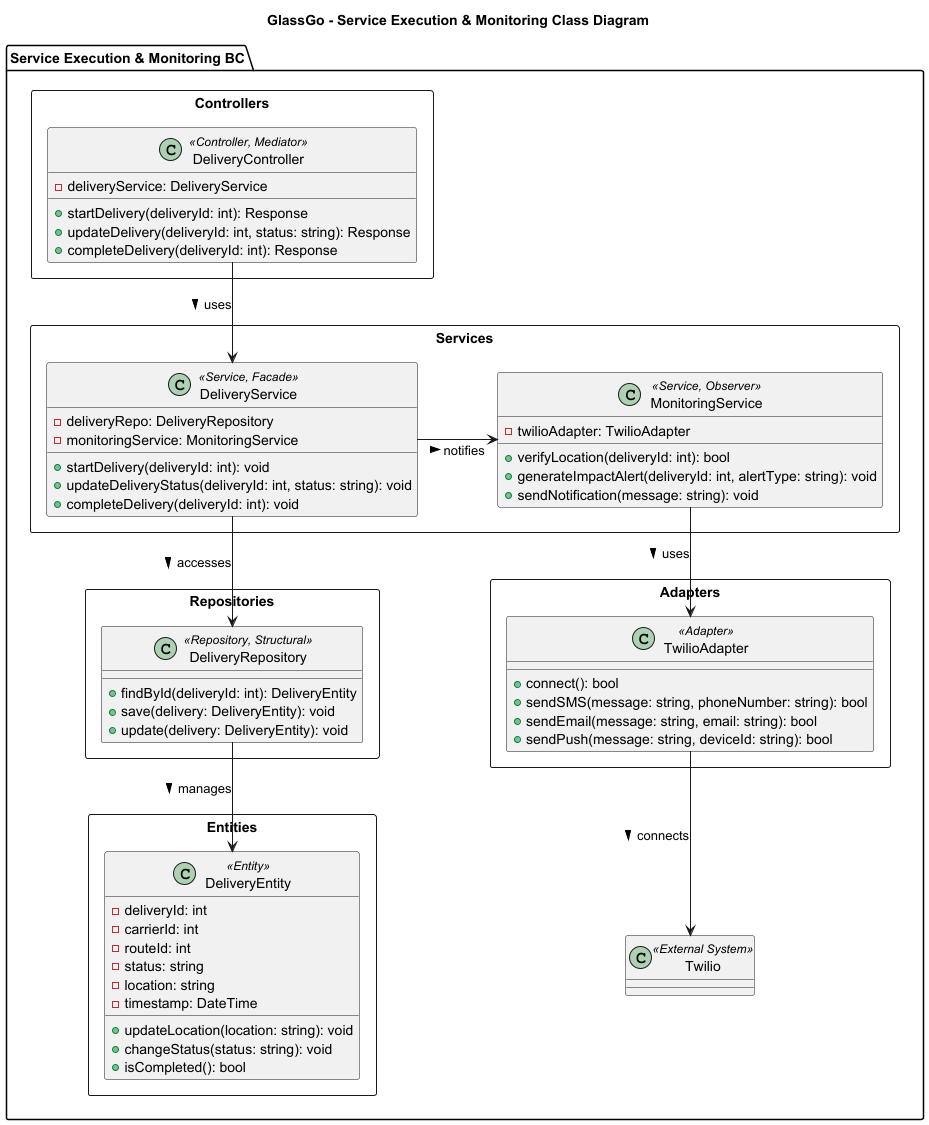 GlassGo - Service Execution & Monitoring Class Diagram
Service Execution & Monitoring BC
Controllers
C
«Controller, Mediator»
DeliveryController
deliveryService: DeliveryService
startDelivery(deliveryId: int): Response
updateDelivery(deliveryId: int, status: string): Response
completeDelivery(deliveryId: int): Response
uses
Services
C
«Service, Facade»
DeliveryService
deliveryRepo: DeliveryRepository
monitoringService: MonitoringService
startDelivery(deliveryId: int): void
updateDeliveryStatus(deliveryId: int, status: string): void
completeDelivery(deliveryId: int): void
notifies
C
«Service, Observer»
MonitoringService
twilioAdapter: TwilioAdapter
verifyLocation(deliveryId: int): bool
generateImpactAlert(deliveryId: int, alertType: string): void
sendNotification(message: string): void
accesses
uses
Repositories
C
«Repository, Structural»
DeliveryRepository
findById(deliveryId: int): DeliveryEntity
save(delivery: DeliveryEntity): void
update(delivery: DeliveryEntity): void
Adapters
C
«Adapter»
TwilioAdapter
connect(): bool
sendSMS(message: string, phoneNumber: string): bool
sendEmail(message: string, email: string): bool
sendPush(message: string, deviceId: string): bool
manages
connects
Entities
C
«Entity»
DeliveryEntity
deliveryId: int
carrierId: int
routeId: int
status: string
location: string
timestamp: DateTime
updateLocation(location: string): void
changeStatus(status: string): void
isCompleted(): bool
C
«External System»
Twilio